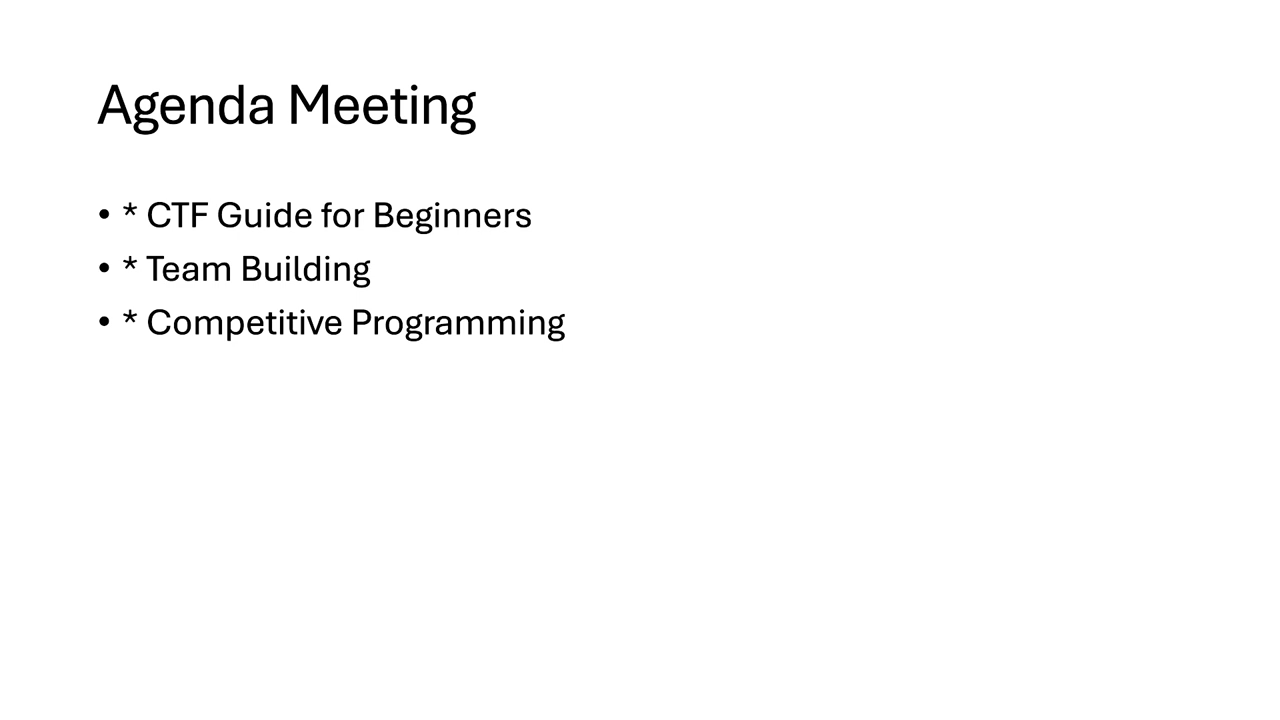 Agenda Meeting
• * CTF Guide for Beginners
• * Team Building
• * Competitive Programming